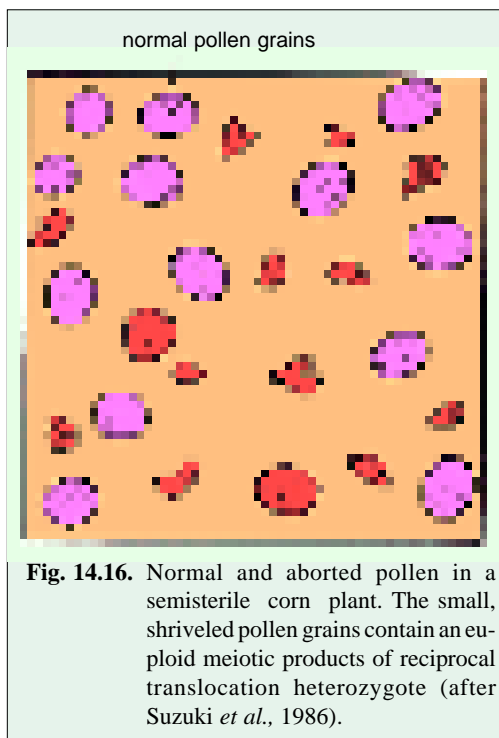 normal pollen grains
Fig. 14.16. Normal and aborted pollen in a
semisterile corn plant. The small,
shriveled pollen grains contain an eu-
ploid meiotic products of reciprocal
translocation heterozygote (after
Suzuki et al., 1986).